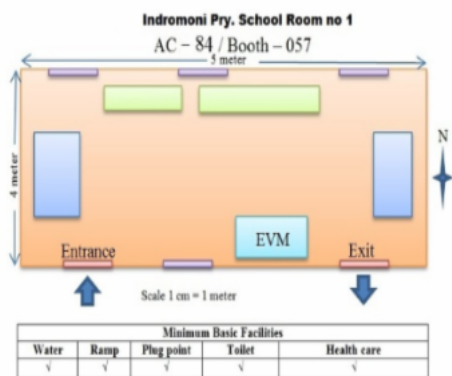 Indromoni Pry. School Room no 1
AC – 84 / Booth – 057
5 meter
4 meter
N
EVM
Entrance
Exit
Scale 1 cm = 1 meter
Minimum Basic Facilities
Water Ramp Plug point Toilet Health care
√ √ √ √ √